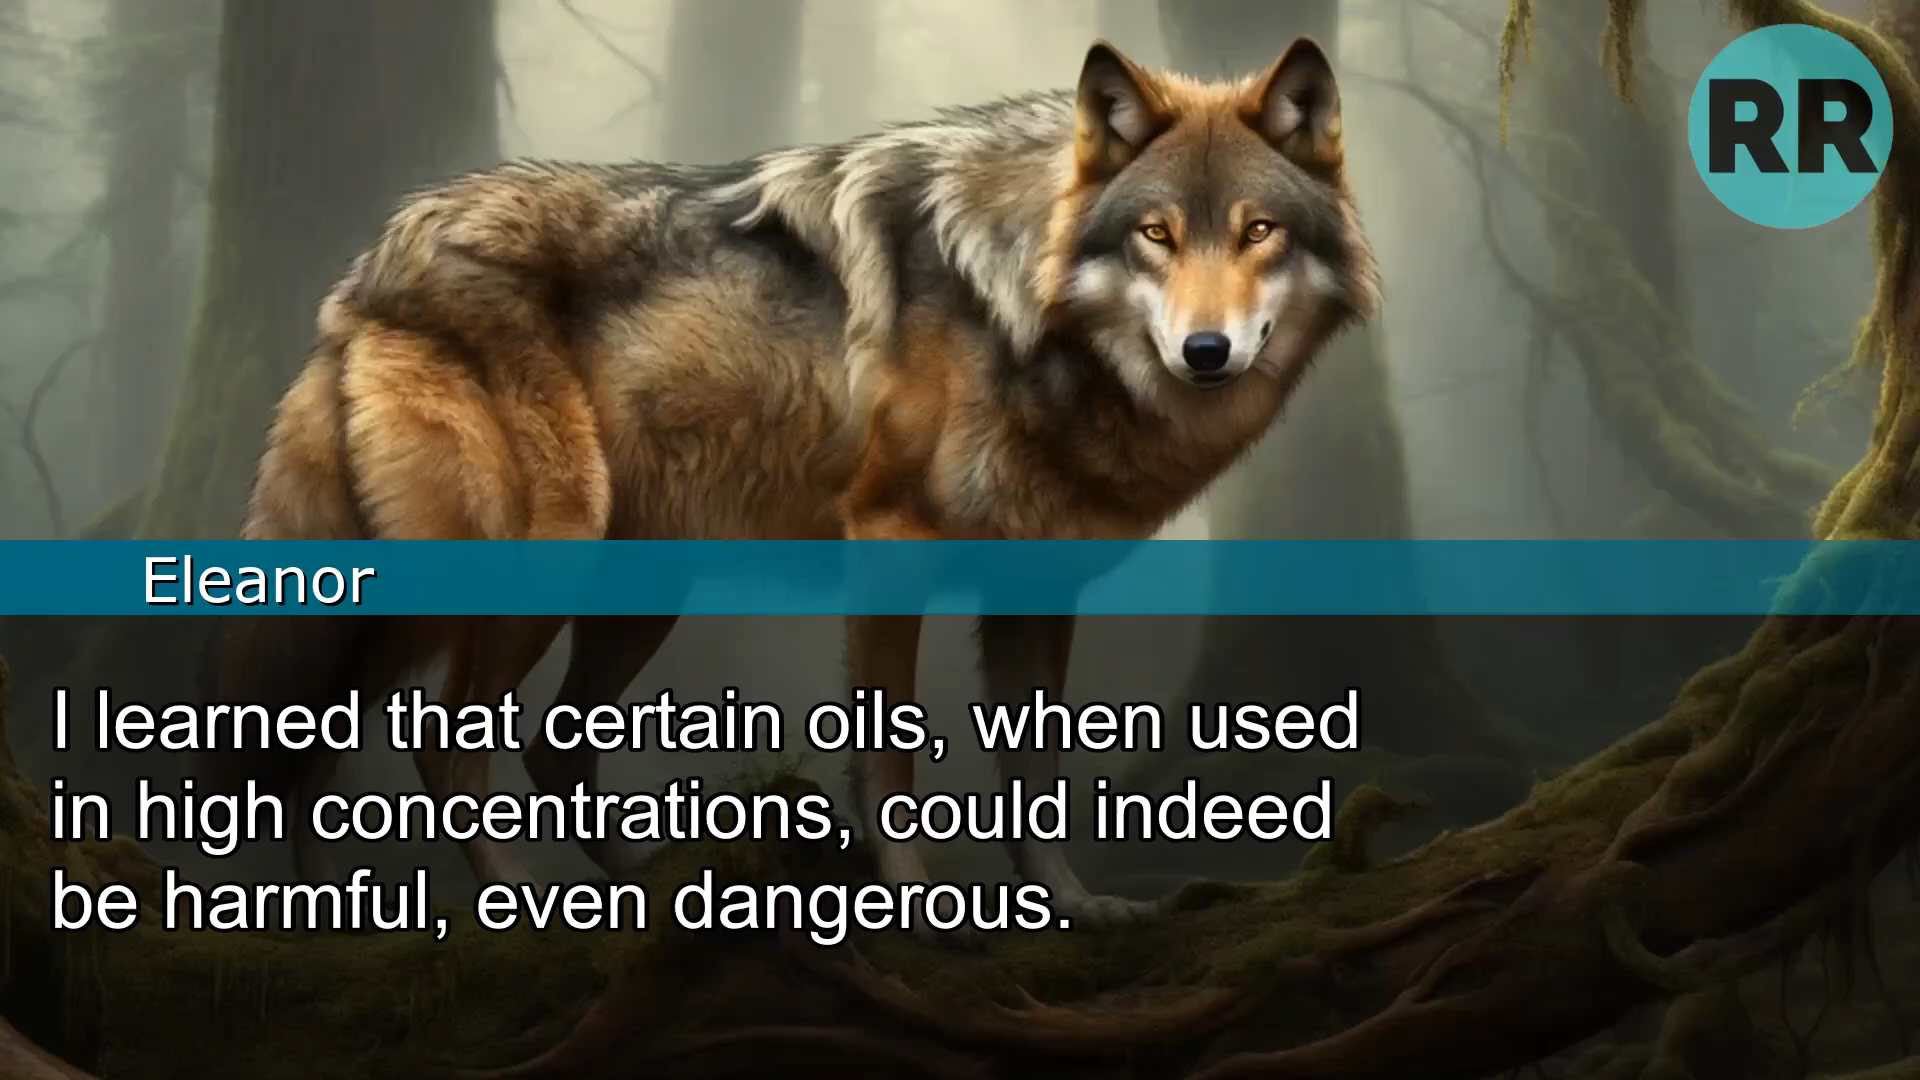 RR
Eleanor
I learned that certain oils, when used
in high concentrations, could indeed
be harmful, even dangerous.